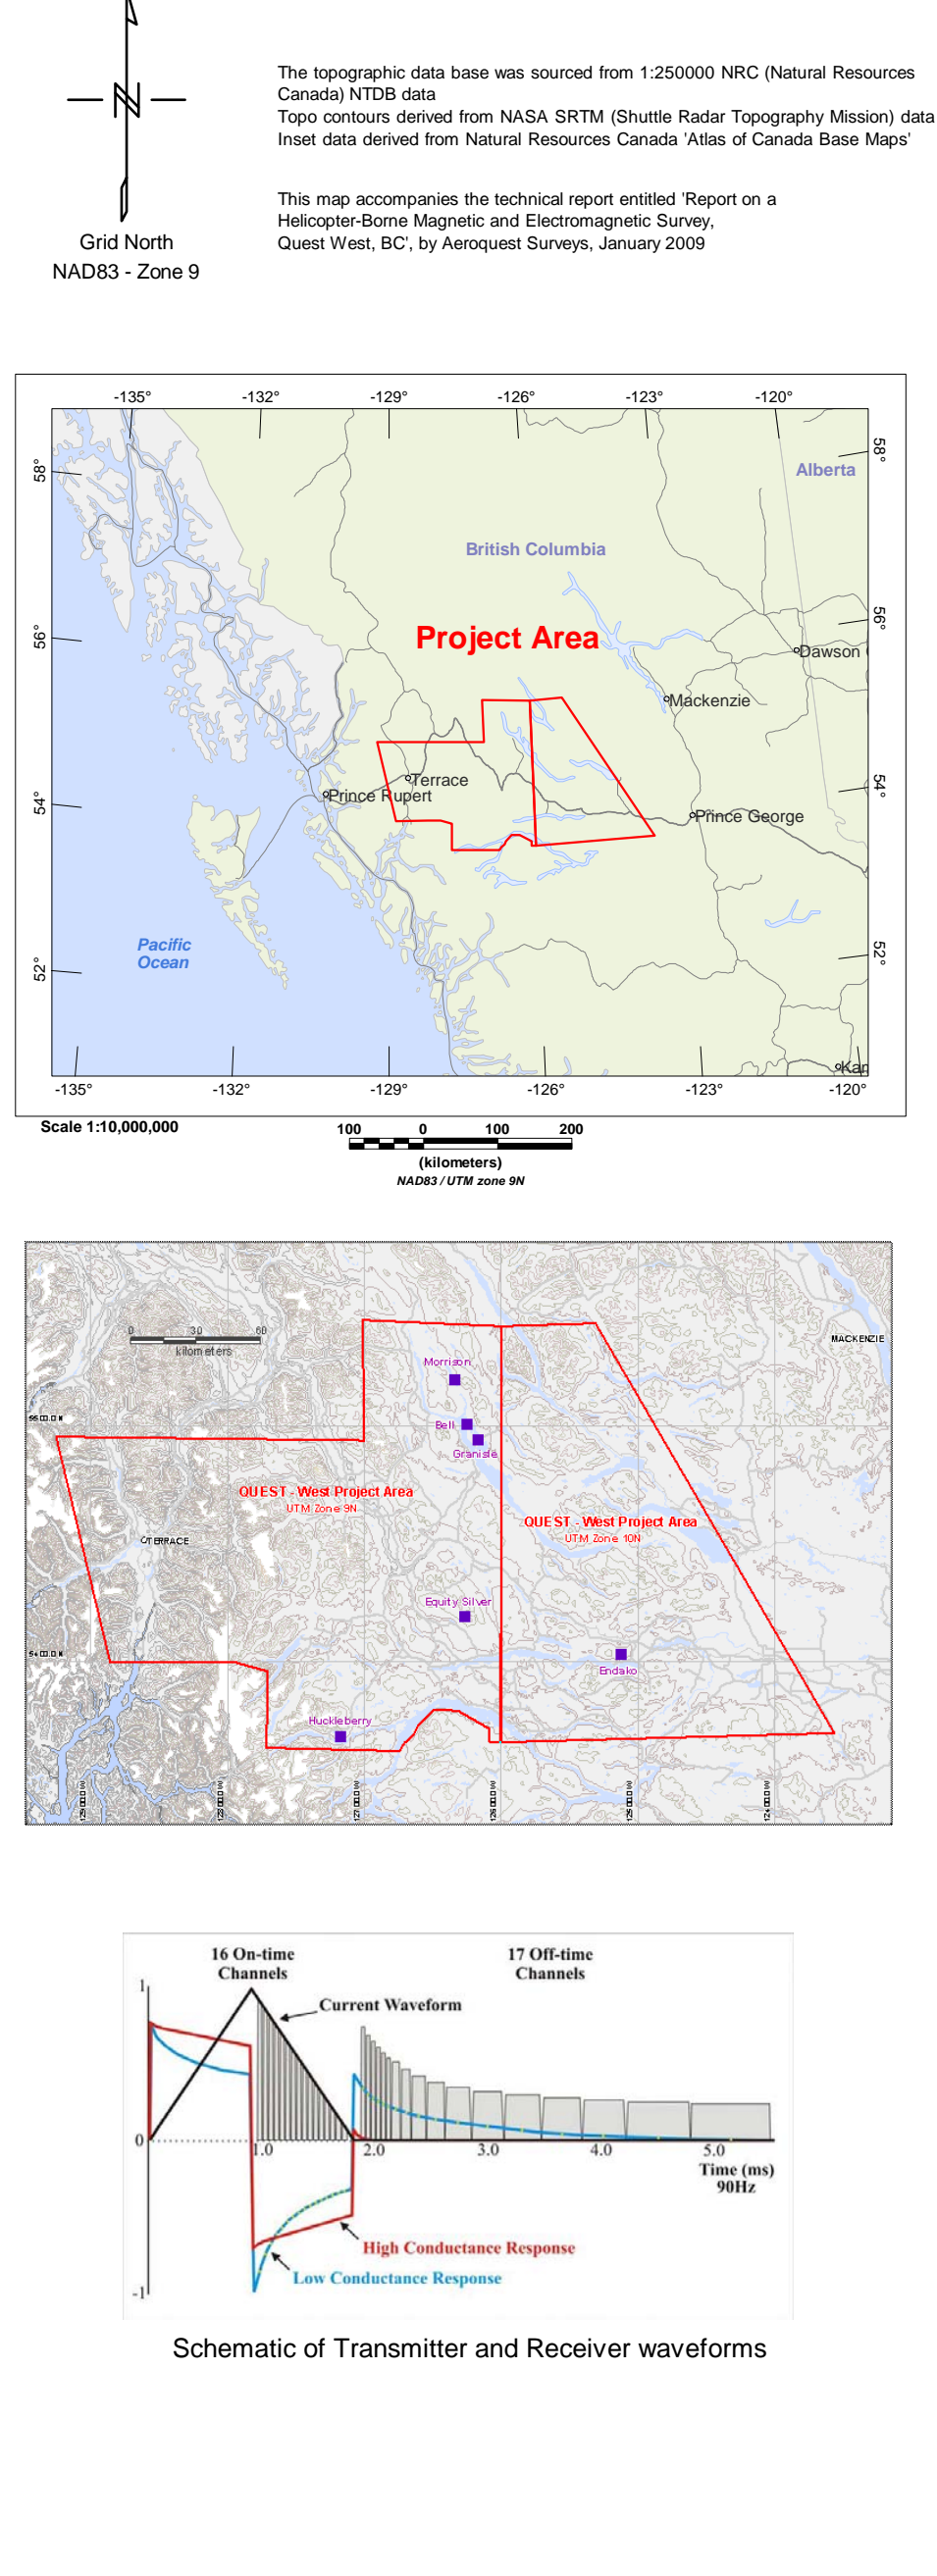 N
Grid North
NAD83 - Zone 9
The topographic data base was sourced from 1:250000 NRC (Natural Resources
Canada) NTDB data
Topo contours derived from NASA SRTM (Shuttle Radar Topography Mission) data
Inset data derived from Natural Resources Canada 'Atlas of Canada Base Maps'
This map accompanies the technical report entitled 'Report on a
Helicopter-Borne Magnetic and Electromagnetic Survey,
Quest West, BC', by Aeroquest Surveys, January 2009
-135° -132° -129° -126° -123° -120°
58° 58°
Alberta
British Columbia
56° 56°
Project Area
Dawson
Mackenzie
Terrace
54° 54°
Prince Rupert
Prince George
Pacific
Ocean
52° 52°
Kan
-135° -132° -129° -126° -123° -120°
Scale 1:10,000,000
100 0 100 200
(kilometers)
NAD83 / UTM zone 9N
0 30 60
kilometers
MACKENZIE
Morrison
Bell
Granisle
QUEST - West Project Area
UTM Zone 9N
QUEST - West Project Area
UTM Zone 10N
TERRACE
Equity Silver
Endako
Huckleberry
16 On-time
Channels
17 Off-time
Channels
1
Current Waveform
0
1.0 2.0 3.0 4.0 5.0
Time (ms)
90Hz
High Conductance Response
Low Conductance Response
-1
Schematic of Transmitter and Receiver waveforms